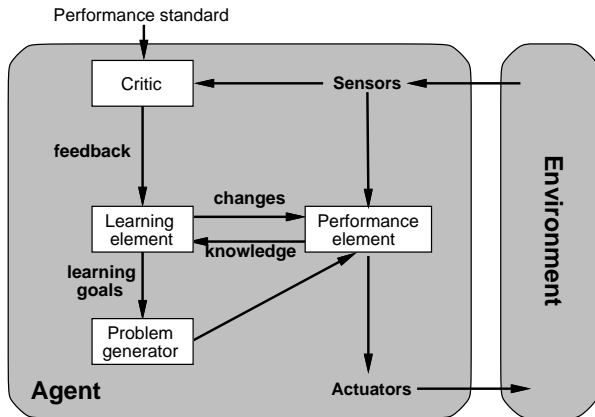 Performance standard
Critic
Sensors
feedback
changes
Learning
element
Performance
element
knowledge
learning
goals
Problem
generator
Agent
Actuators
Environment